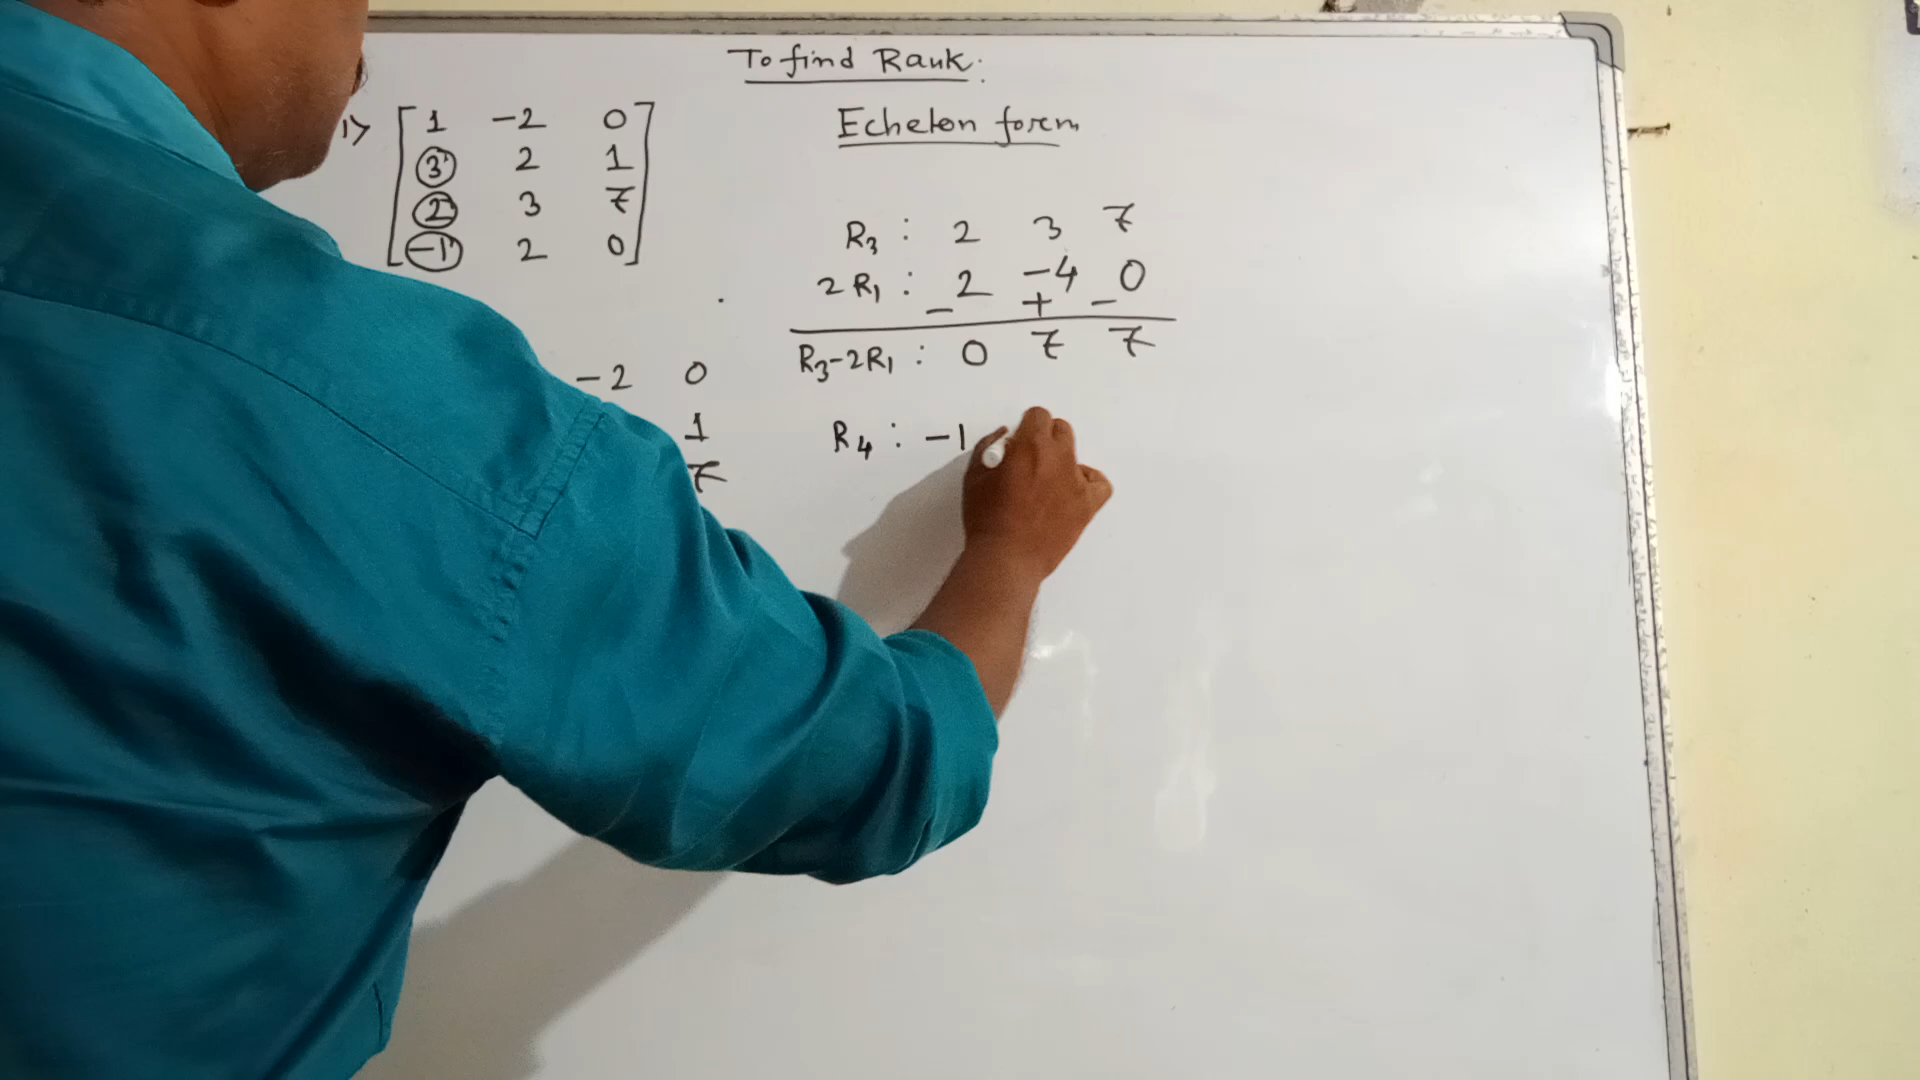 To find Rank.
1) [1 -2 0
3 2 1
2 3 7
-1 2 0]
-2 0
1
7
Echelon form
R3 : 2 3 7
2R1 : 2 -4 0
- + -
R3-2R1 : 0 7 7
R4 : -1